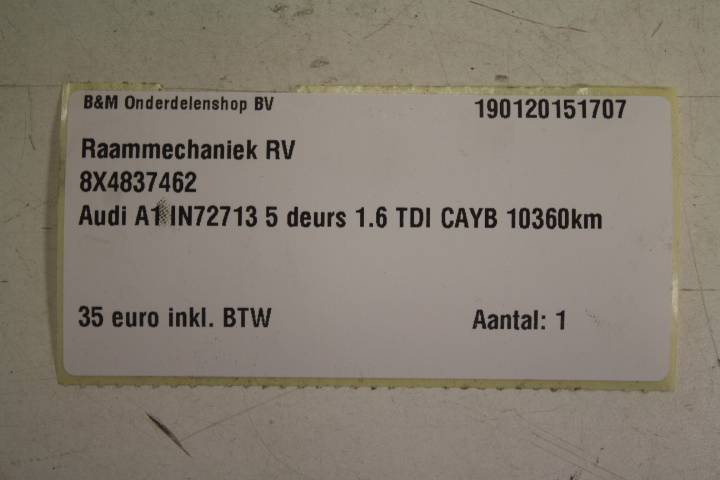 B&M Onderdelenshop BV 190120151707
Raammechaniek RV
8X4837462
Audi A1 IN72713 5 deurs 1.6 TDI CAYB 10360km
35 euro inkl. BTW Aantal: 1